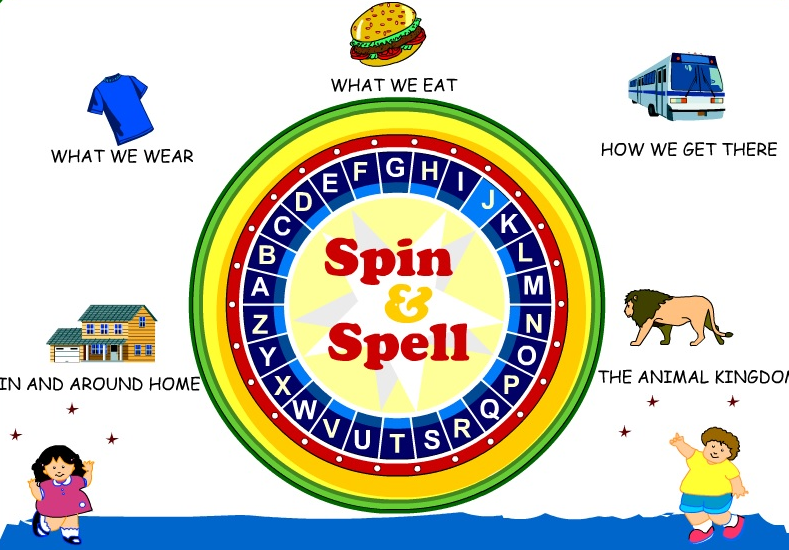 WHAT WE EAT
WHAT WE WEAR
HOW WE GET THERE
A
B
C
D
E
F
G
H
I
J
K
L
M
N
O
P
Q
R
S
T
U
V
W
X
Y
Z
Spin
&
Spell
IN AND AROUND HOME
THE ANIMAL KINGDOM